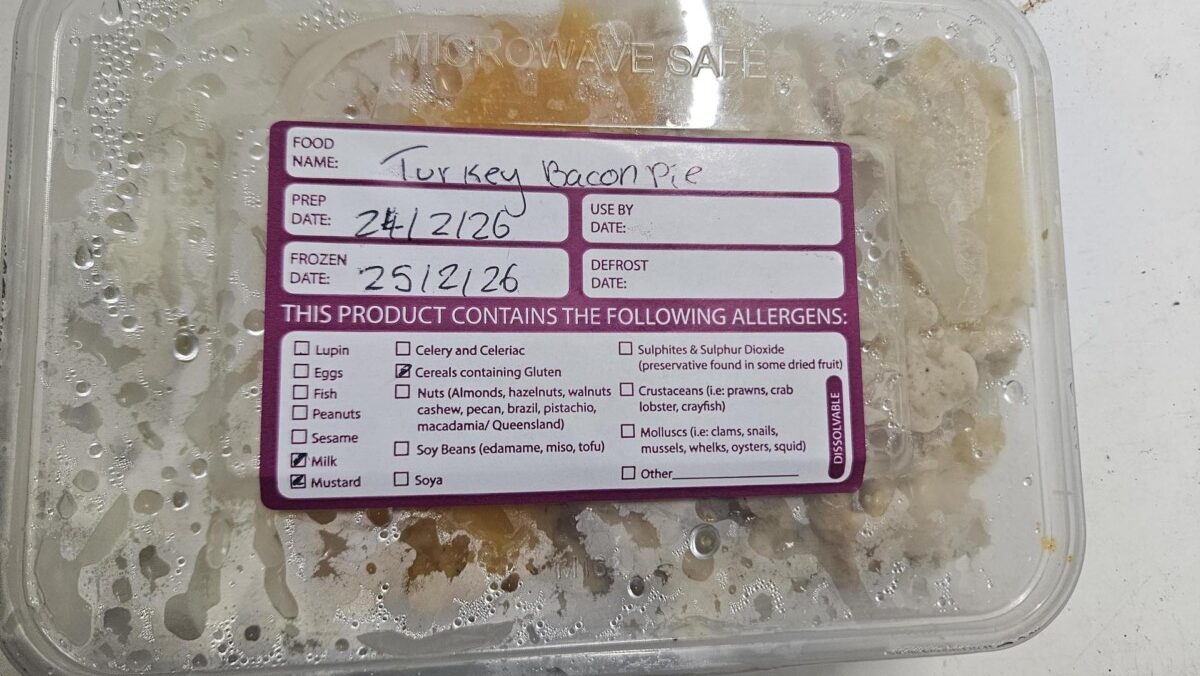 MICROWAVE SAFE
FOOD NAME: Turkey Bacon Pie
PREP DATE: 24/2/26
USE BY DATE:
FROZEN DATE: 25/2/26
DEFROST DATE:
THIS PRODUCT CONTAINS THE FOLLOWING ALLERGENS:
Lupin
Eggs
Fish
Peanuts
Sesame
Milk
Mustard
Celery and Celeriac
Cereals containing Gluten
Nuts (Almonds, hazelnuts, walnuts
cashew, pecan, brazil, pistachio,
macadamia/ Queensland)
Soy Beans (edamame, miso, tofu)
Soya
Sulphites & Sulphur Dioxide
(preservative found in some dried fruit)
Crustaceans (i.e: prawns, crab
lobster, crayfish)
Molluscs (i.e: clams, snails,
mussels, whelks, oysters, squid)
Other
DISSOLVABLE